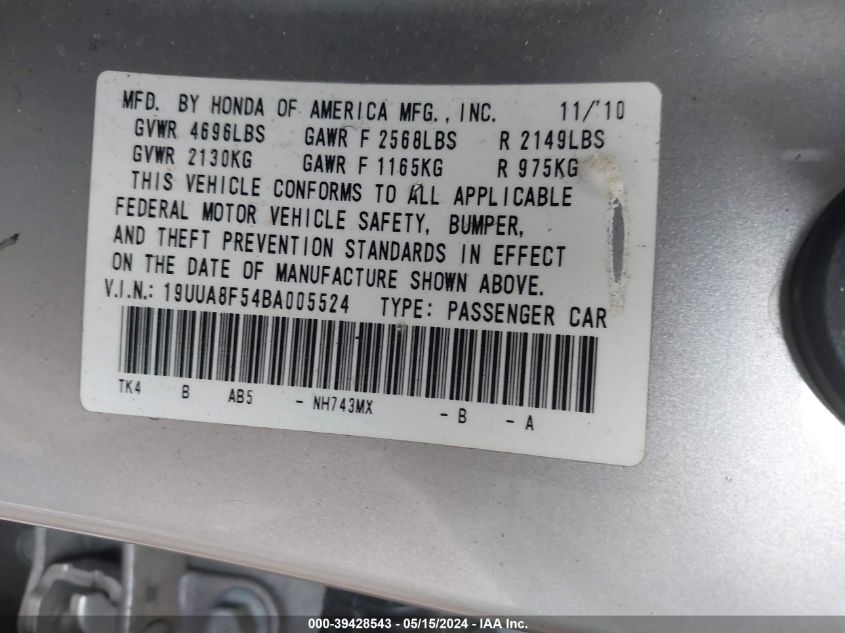 MFD. BY HONDA OF AMERICA MFG., INC. 11/'10
GVWR 4696LBS GAWR F 2568LBS R 2149LBS
GVWR 2130KG GAWR F 1165KG R 975KG
THIS VEHICLE CONFORMS TO ALL APPLICABLE
FEDERAL MOTOR VEHICLE SAFETY, BUMPER,
AND THEFT PREVENTION STANDARDS IN EFFECT
ON THE DATE OF MANUFACTURE SHOWN ABOVE.
V.I.N.: 19UUA8F54BA005524 TYPE: PASSENGER CAR
TK4 B AB5 - NH743MX - B - A
000-39428543 - 05/15/2024 - IAA Inc.